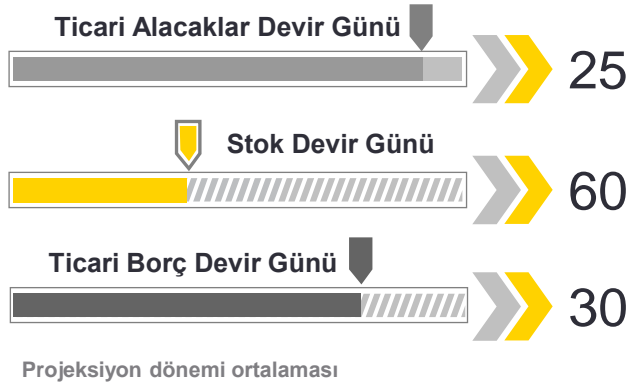 Ticari Alacaklar Devir Günü
25
Stok Devir Günü
60
Ticari Borç Devir Günü
30
Projeksiyon dönemi ortalaması